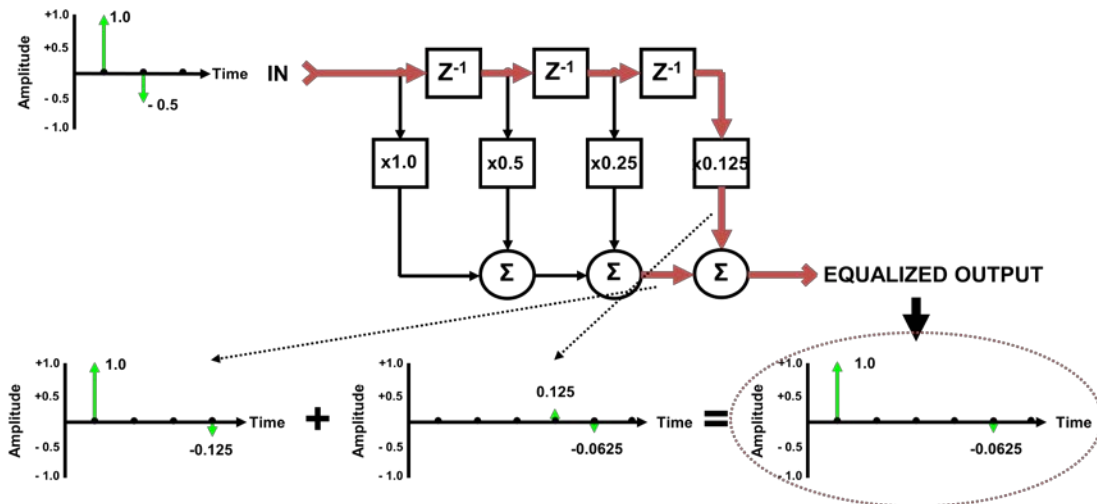 +1.0
1.0
+0.5
Amplitude
Time
- 0.5
- 0.5
- 1.0
IN
Z-1
Z-1
Z-1
x1.0
x0.5
x0.25
x0.125
Σ
Σ
Σ
EQUALIZED OUTPUT
+1.0
1.0
+0.5
Amplitude
Time
- 0.5
-0.125
- 1.0
+
+1.0
+0.5
0.125
Amplitude
Time
- 0.5
-0.0625
- 1.0
=
+1.0
1.0
+0.5
Amplitude
Time
- 0.5
-0.0625
- 1.0